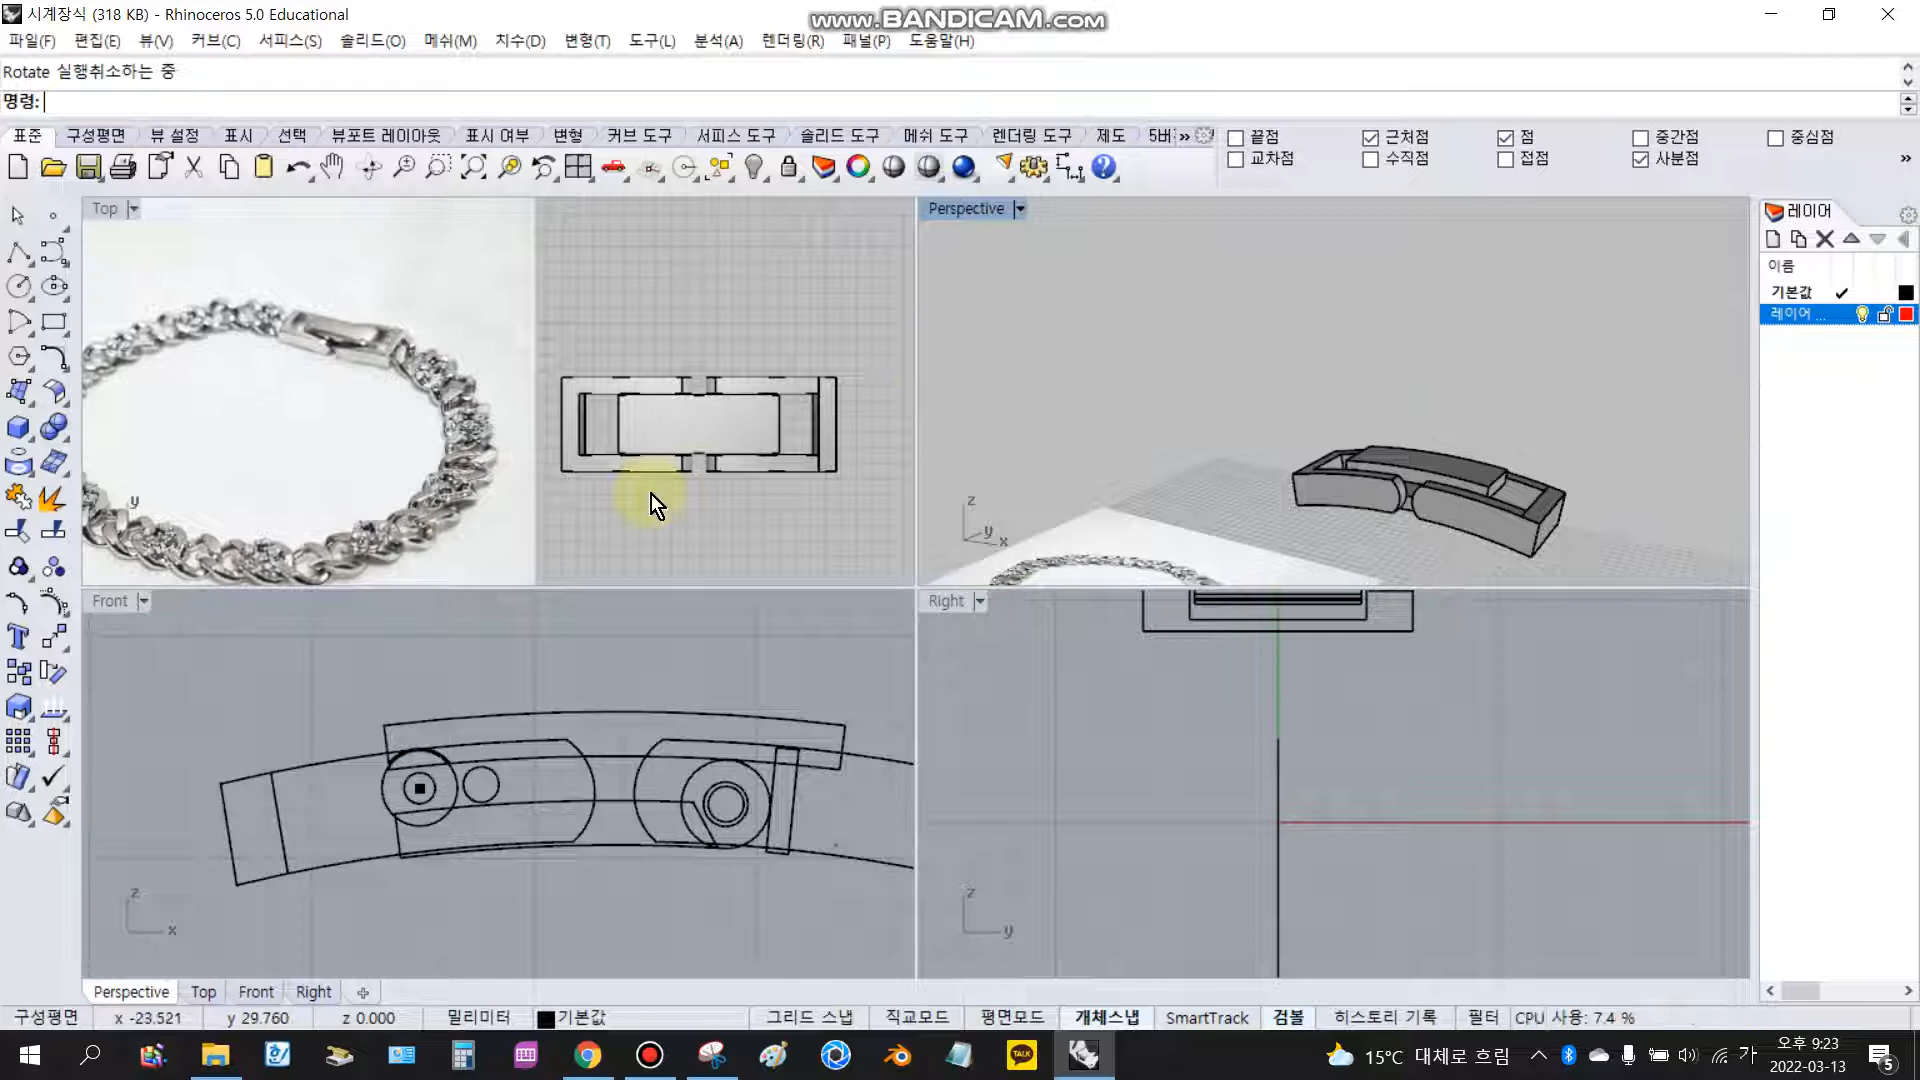 시계장식 (318 KB) - Rhinoceros 5.0 Educational
www.BANDICAM.com
파일(F) 편집(E) 뷰(V) 커브(C) 서피스(S) 솔리드(O) 메쉬(M) 치수(D) 변형(T) 도구(L) 분석(A) 렌더링(R) 패널(P) 도움말(H)
Rotate 실행취소하는 중
명령:
표준 구성평면 뷰 설정 표시 선택 뷰포트 레이아웃 표시 여부 변형 커브 도구 서피스 도구 솔리드 도구 메쉬 도구 렌더링 도구 제도 5버 »
끝점 근처점 점 중간점 중심점
교차점 수직점 접점 사분점 »
Top
Perspective
레이어
이름
기본값
레이어 ...
y
z y x
Front
Right
z x
z y
Perspective Top Front Right
구성평면 x -23.521 y 29.760 z 0.000 밀리미터 기본값 그리드 스냅 직교모드 평면모드 개체스냅 SmartTrack 검볼 히스토리 기록 필터 CPU 사용: 7.4 %
TALK
15°C 대체로 흐림
가
오후 9:23
2022-03-13
5